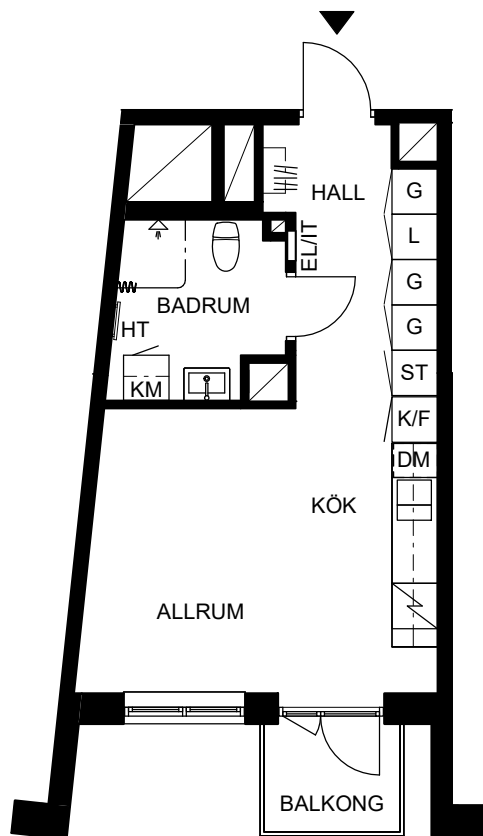 HALL
G
L
EL/IT
G
BADRUM
G
HT
ST
KM
K/F
DM
KÖK
ALLRUM
BALKONG